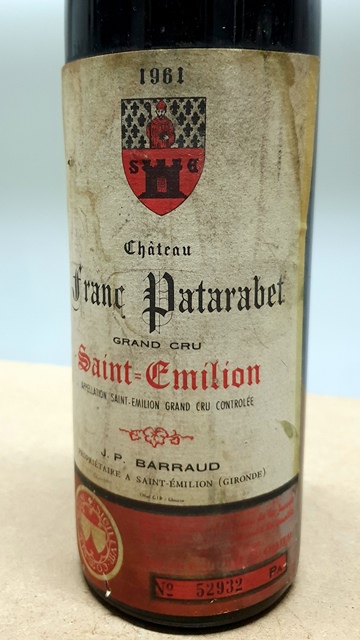 1961
S E
Château
Franc Patarabet
GRAND CRU
Saint=Emilion
APPELLATION SAINT-EMILION GRAND CRU CONTROLÉE
J. P. BARRAUD
PROPRIÉTAIRE A SAINT-ÉMILION (GIRONDE)
Nº 52932